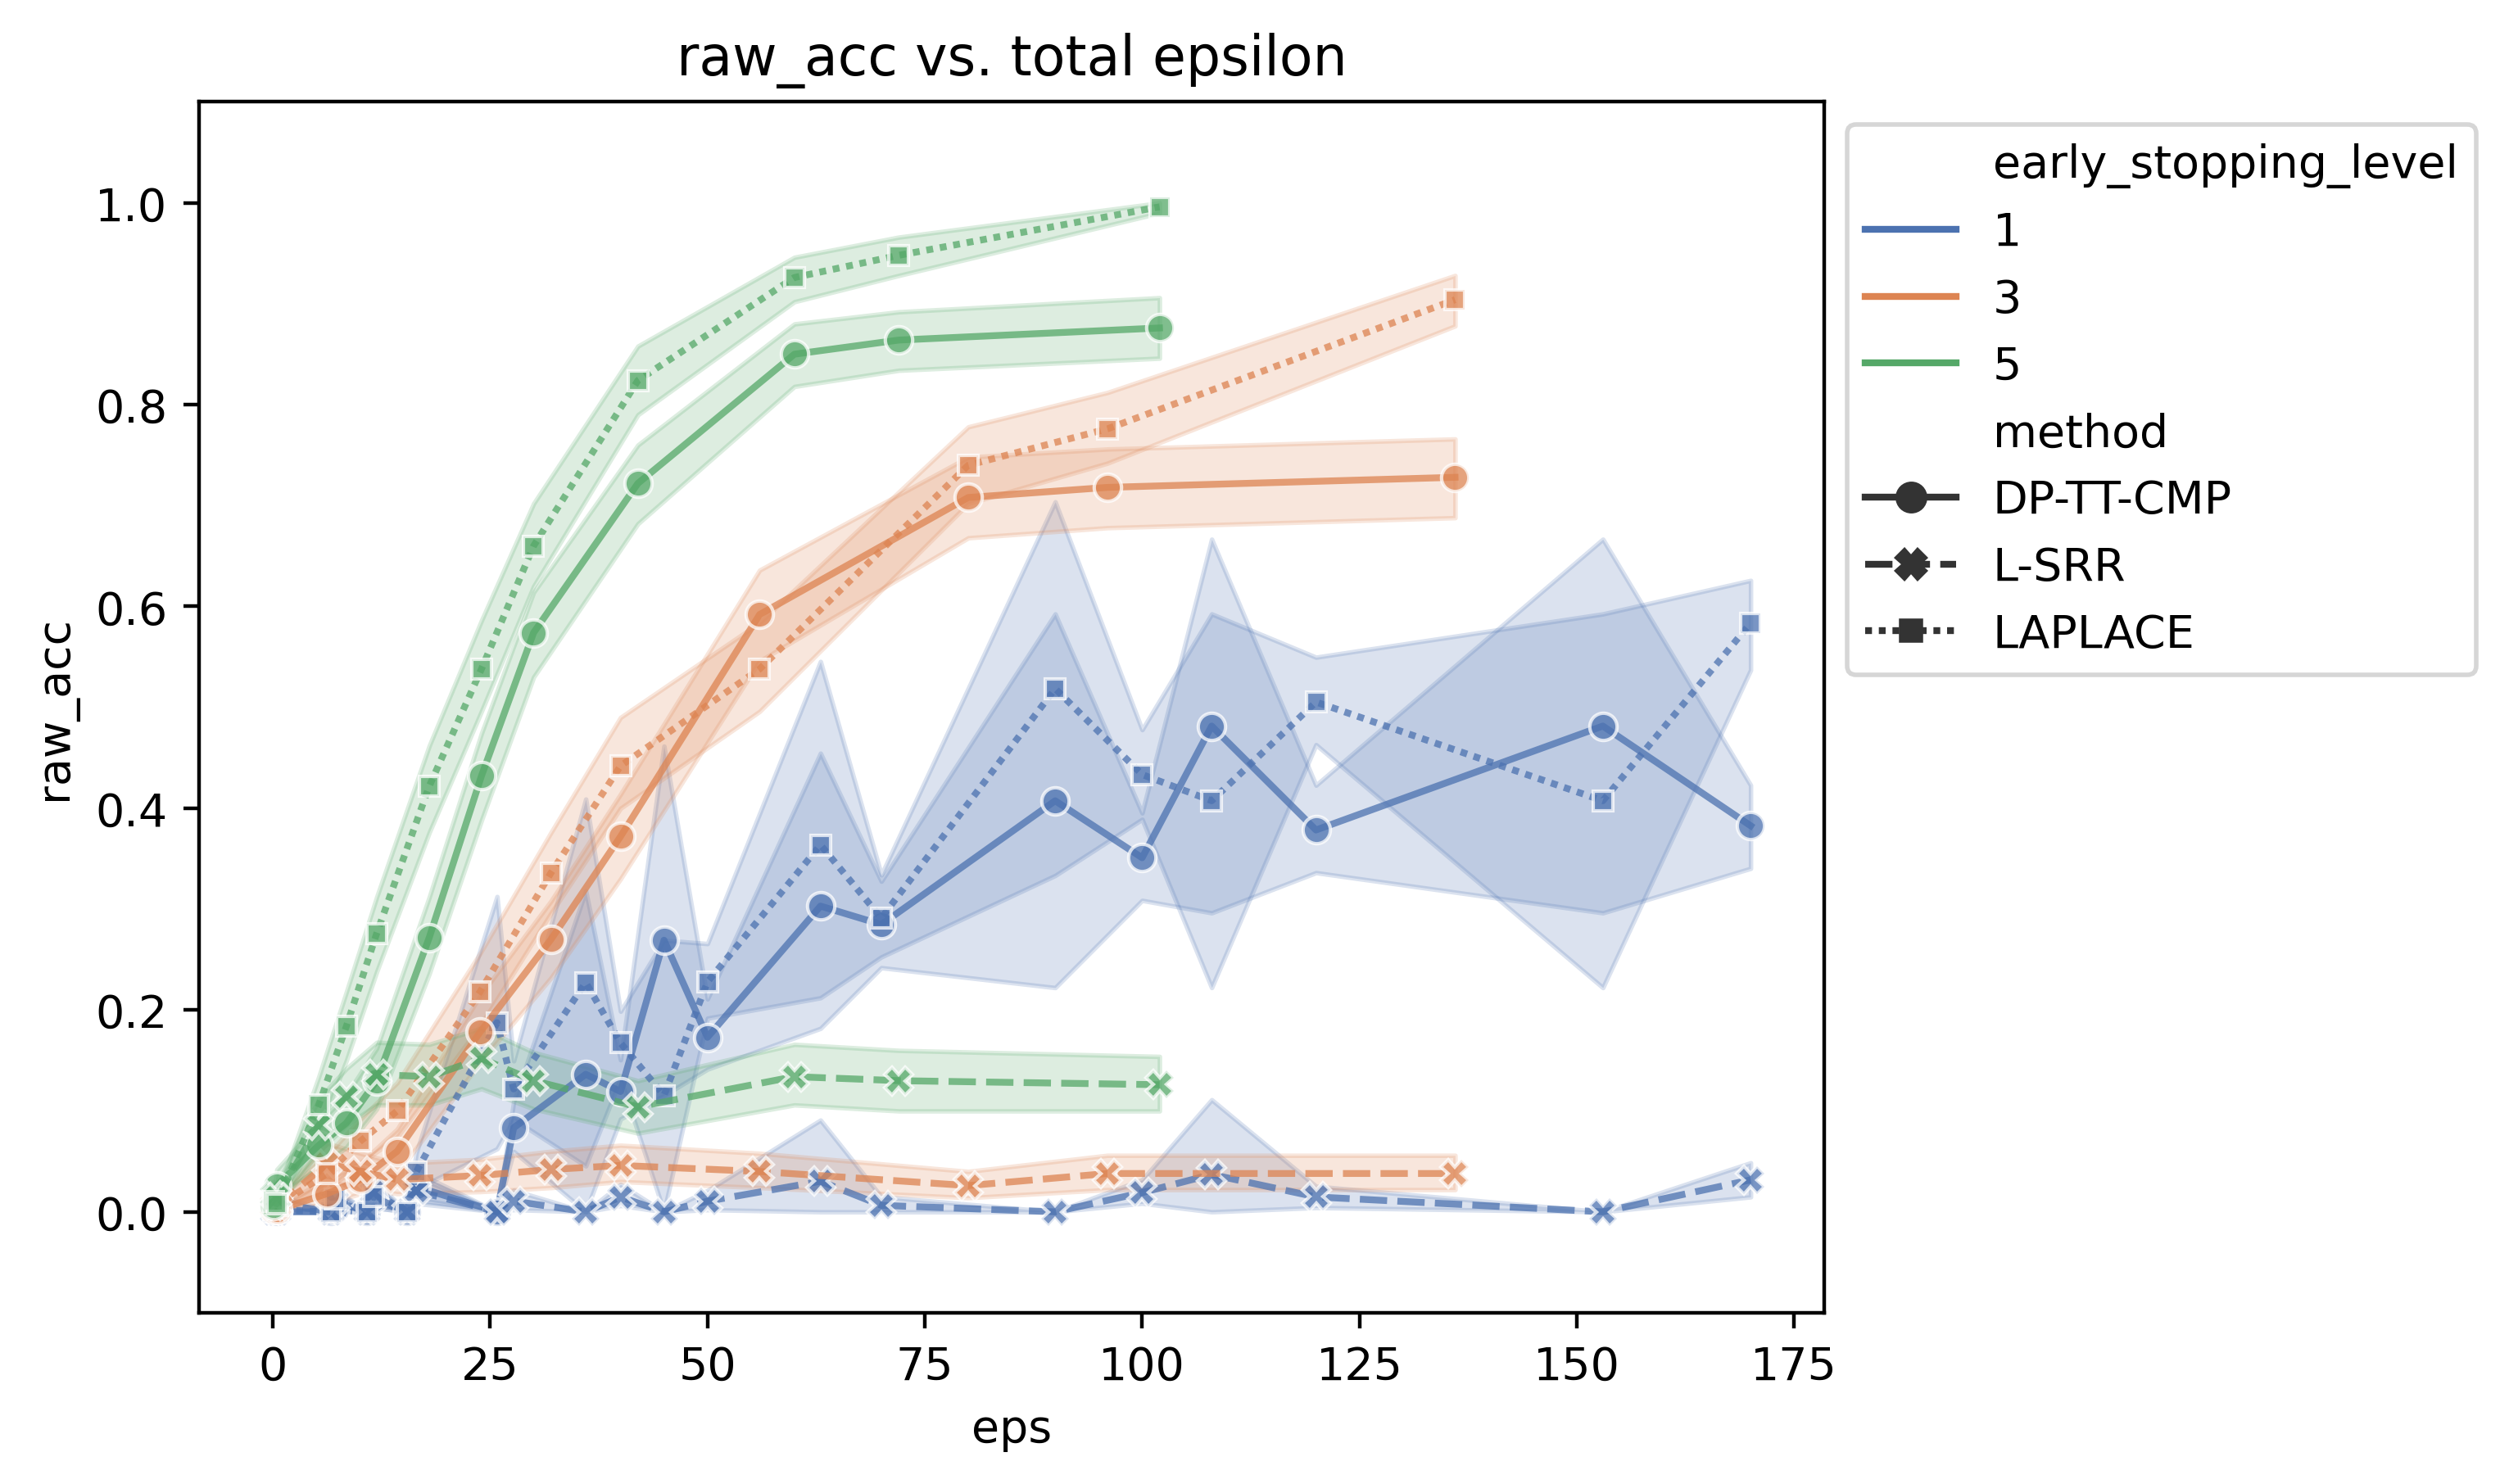 raw_acc vs. total epsilon
1.0
0.8
0.6
0.4
0.2
0.0
raw_acc
0 25 50 75 100 125 150 175
eps
early_stopping_level
1
3
5
method
DP-TT-CMP
L-SRR
LAPLACE